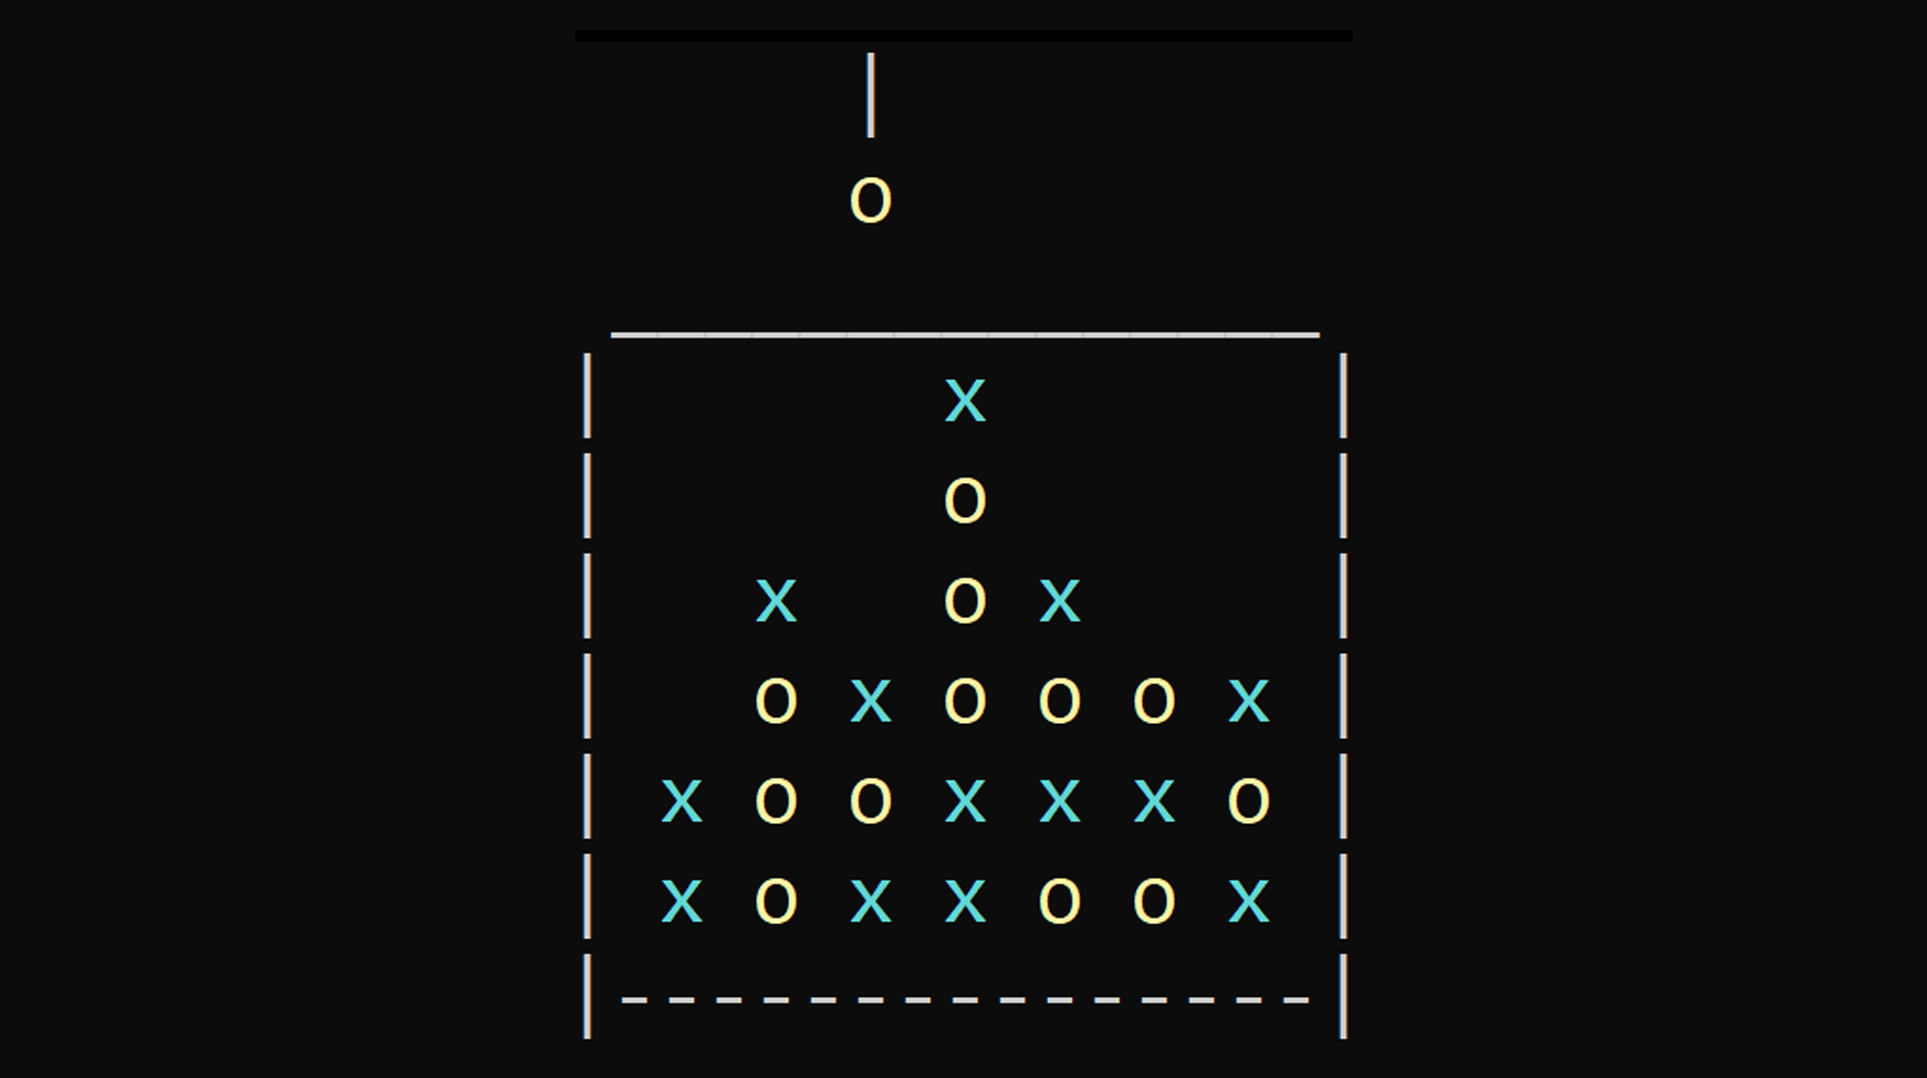 |
o
_______________
| x |
| o |
| x o x |
| o x o o o x |
| x o o x x x o |
| x o x x o o x |
| - - - - - - - - - - - - - - - |